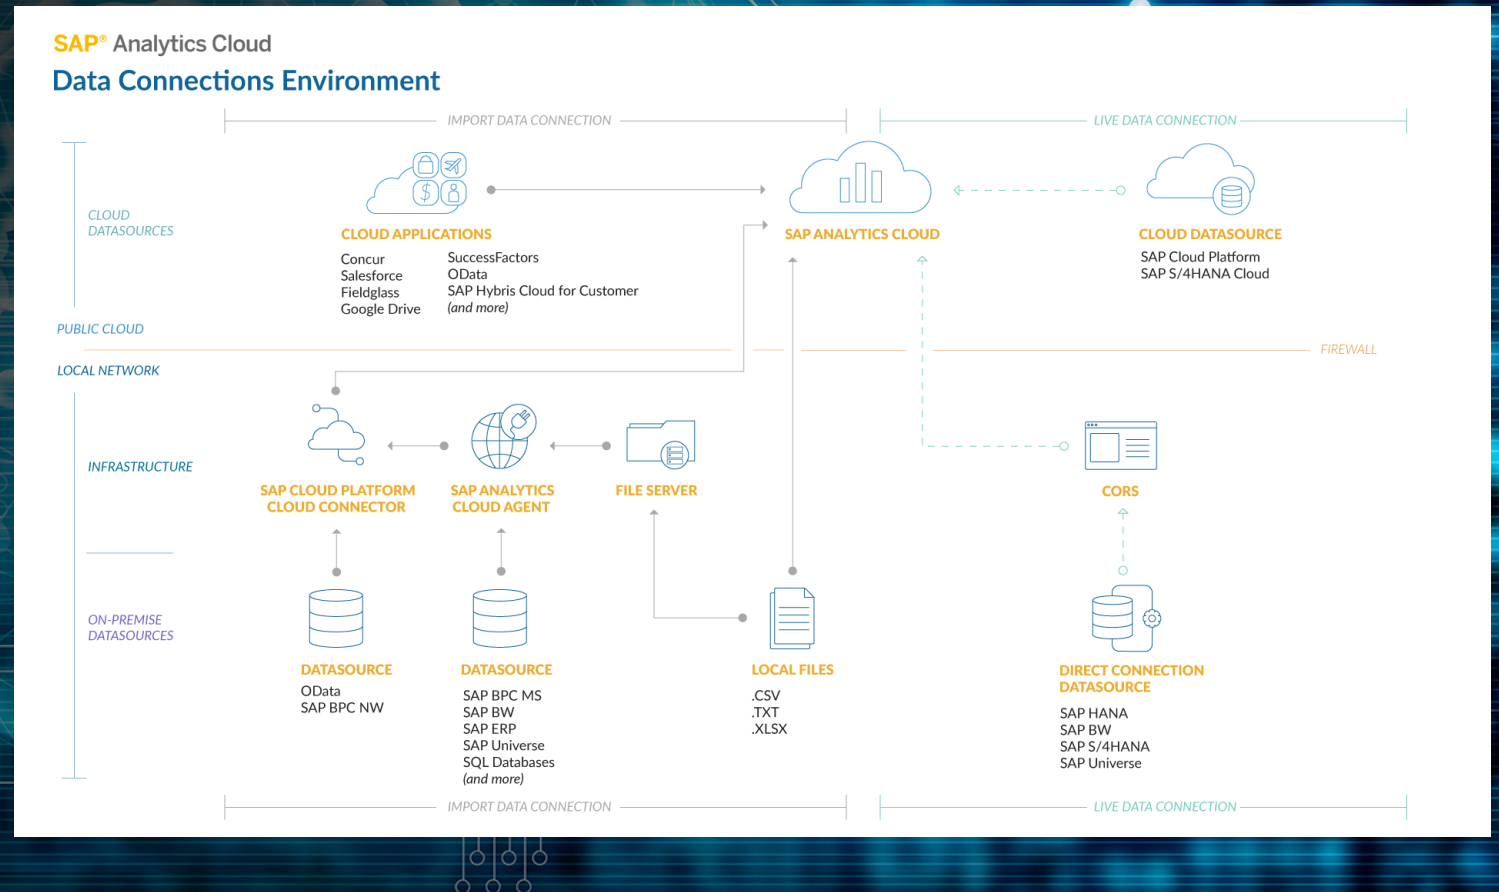 SAP® Analytics Cloud
Data Connections Environment
IMPORT DATA CONNECTION
LIVE DATA CONNECTION
CLOUD
DATASOURCES
$
CLOUD APPLICATIONS
Concur
Salesforce
Fieldglass
Google Drive
SuccessFactors
OData
SAP Hybris Cloud for Customer
(and more)
SAP ANALYTICS CLOUD
CLOUD DATASOURCE
SAP Cloud Platform
SAP S/4HANA Cloud
PUBLIC CLOUD
FIREWALL
LOCAL NETWORK
INFRASTRUCTURE
SAP CLOUD PLATFORM
CLOUD CONNECTOR
SAP ANALYTICS
CLOUD AGENT
FILE SERVER
CORS
ON-PREMISE
DATASOURCES
DATASOURCE
OData
SAP BPC NW
DATASOURCE
SAP BPC MS
SAP BW
SAP ERP
SAP Universe
SQL Databases
(and more)
LOCAL FILES
.CSV
.TXT
.XLSX
DIRECT CONNECTION
DATASOURCE
SAP HANA
SAP BW
SAP S/4HANA
SAP Universe
IMPORT DATA CONNECTION
LIVE DATA CONNECTION